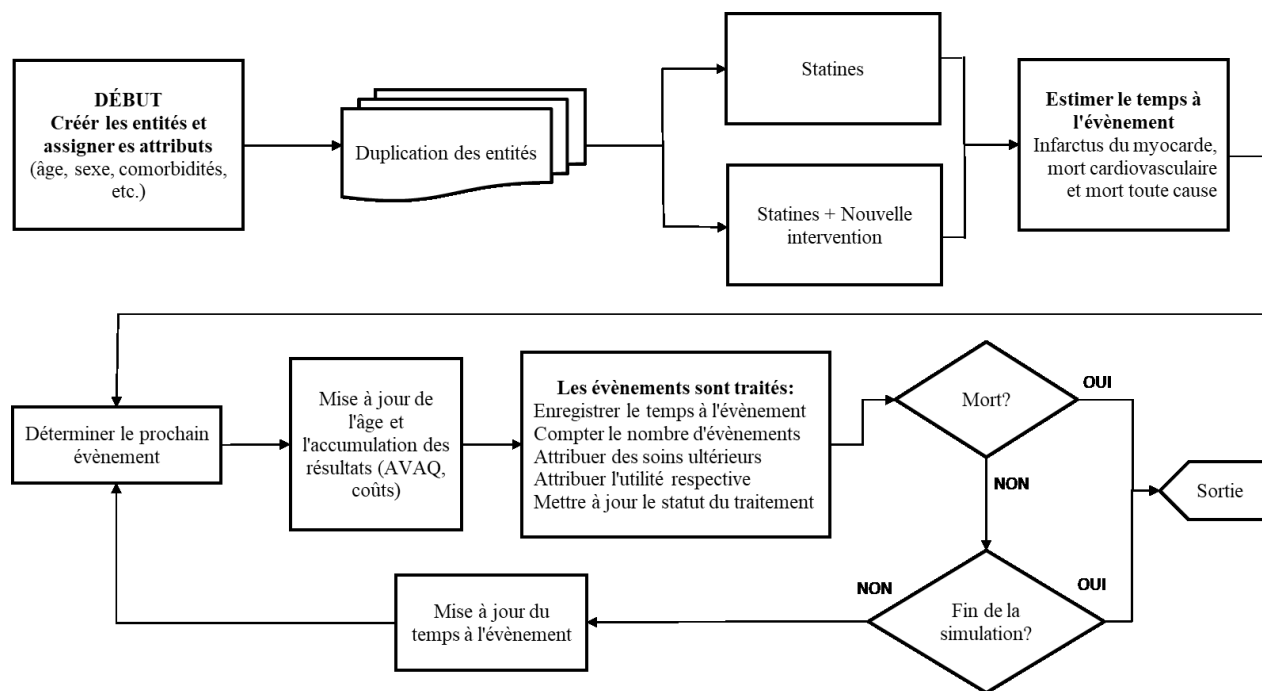 DÉBUT
Créér les entités et
assigner es attributs
(âge, sexe, comorbidités,
etc.)
Duplication des entités
Statines
Statines + Nouvelle
intervention
Estimer le temps à
l'évènement
Infarctus du myocarde,
mort cardiovasculaire
et mort toute cause
Déterminer le prochain
évènement
Mise à jour de
l'âge et
l'accumulation des
résultats (AVAQ,
coûts)
Les évènements sont traités:
Enregistrer le temps à l'évènement
Compter le nombre d'évènements
Attribuer des soins ultérieurs
Attribuer l'utilité respective
Mettre à jour le statut du traitement
Mort?
OUI
NON
Sortie
Fin de la
simulation?
OUI
NON
Mise à jour du
temps à l'évènement